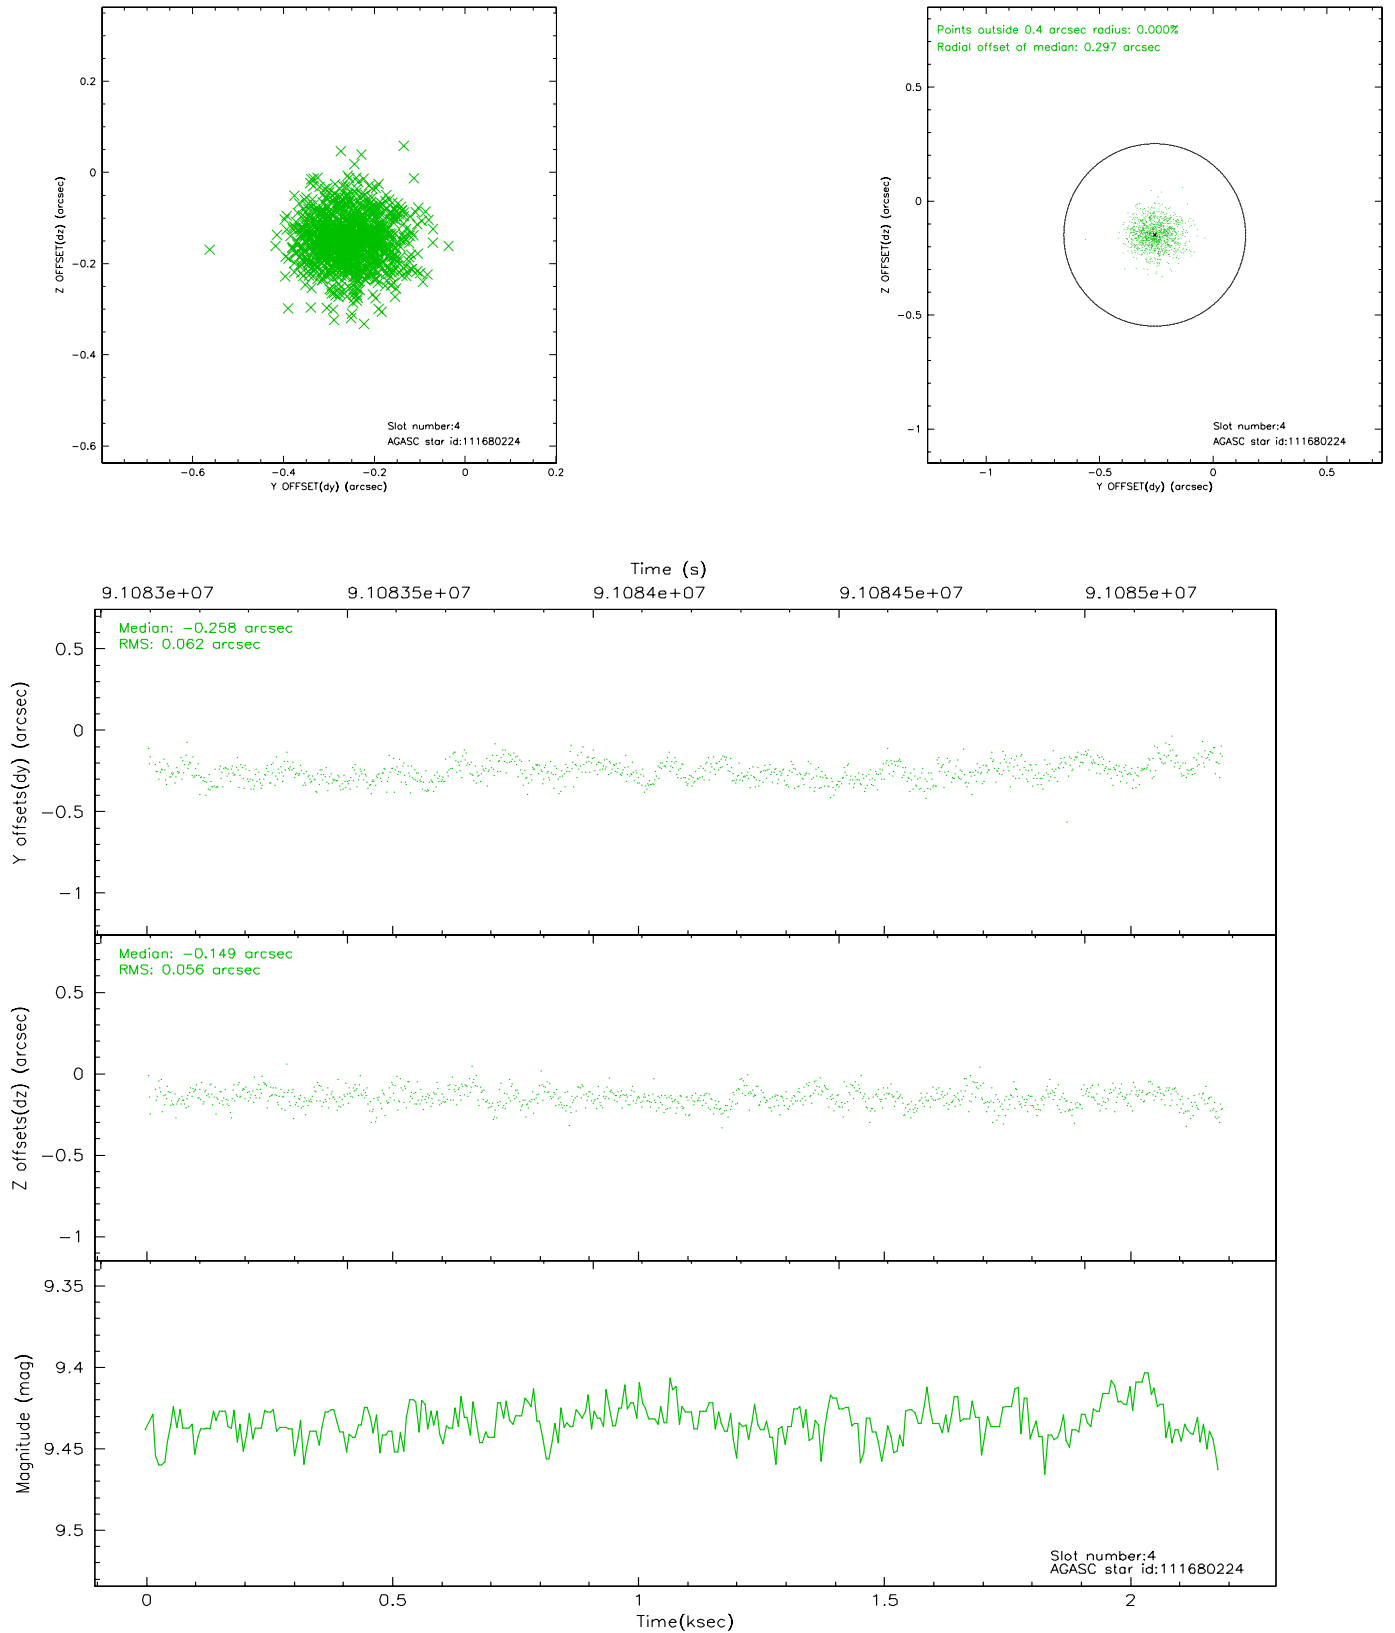 0.2
0
−0.2
−0.4
−0.6
Z OFFSET(dz) (arcsec)
Slot number:4
AGASC star id:111680224
−0.6
−0.4
−0.2
0
0.2
Y OFFSET(dy) (arcsec)
Points outside 0.4 arcsec radius: 0.000%
Radial offset of median: 0.297 arcsec
0.5
0
−0.5
−1
Z OFFSET(dz) (arcsec)
Slot number:4
AGASC star id:111680224
−1
−0.5
0
0.5
Y OFFSET(dy) (arcsec)
Time (s)
9.1083e+07
9.10835e+07
9.1084e+07
9.10845e+07
9.1085e+07
Median: −0.258 arcsec
RMS: 0.062 arcsec
0.5
0
−0.5
−1
Y offsets(dy) (arcsec)
Median: −0.149 arcsec
RMS: 0.056 arcsec
0.5
0
−0.5
−1
Z offsets(dz) (arcsec)
9.35
9.4
9.45
9.5
Magnitude (mag)
Slot number:4
AGASC star id:111680224
0
0.5
1
1.5
2
Time(ksec)